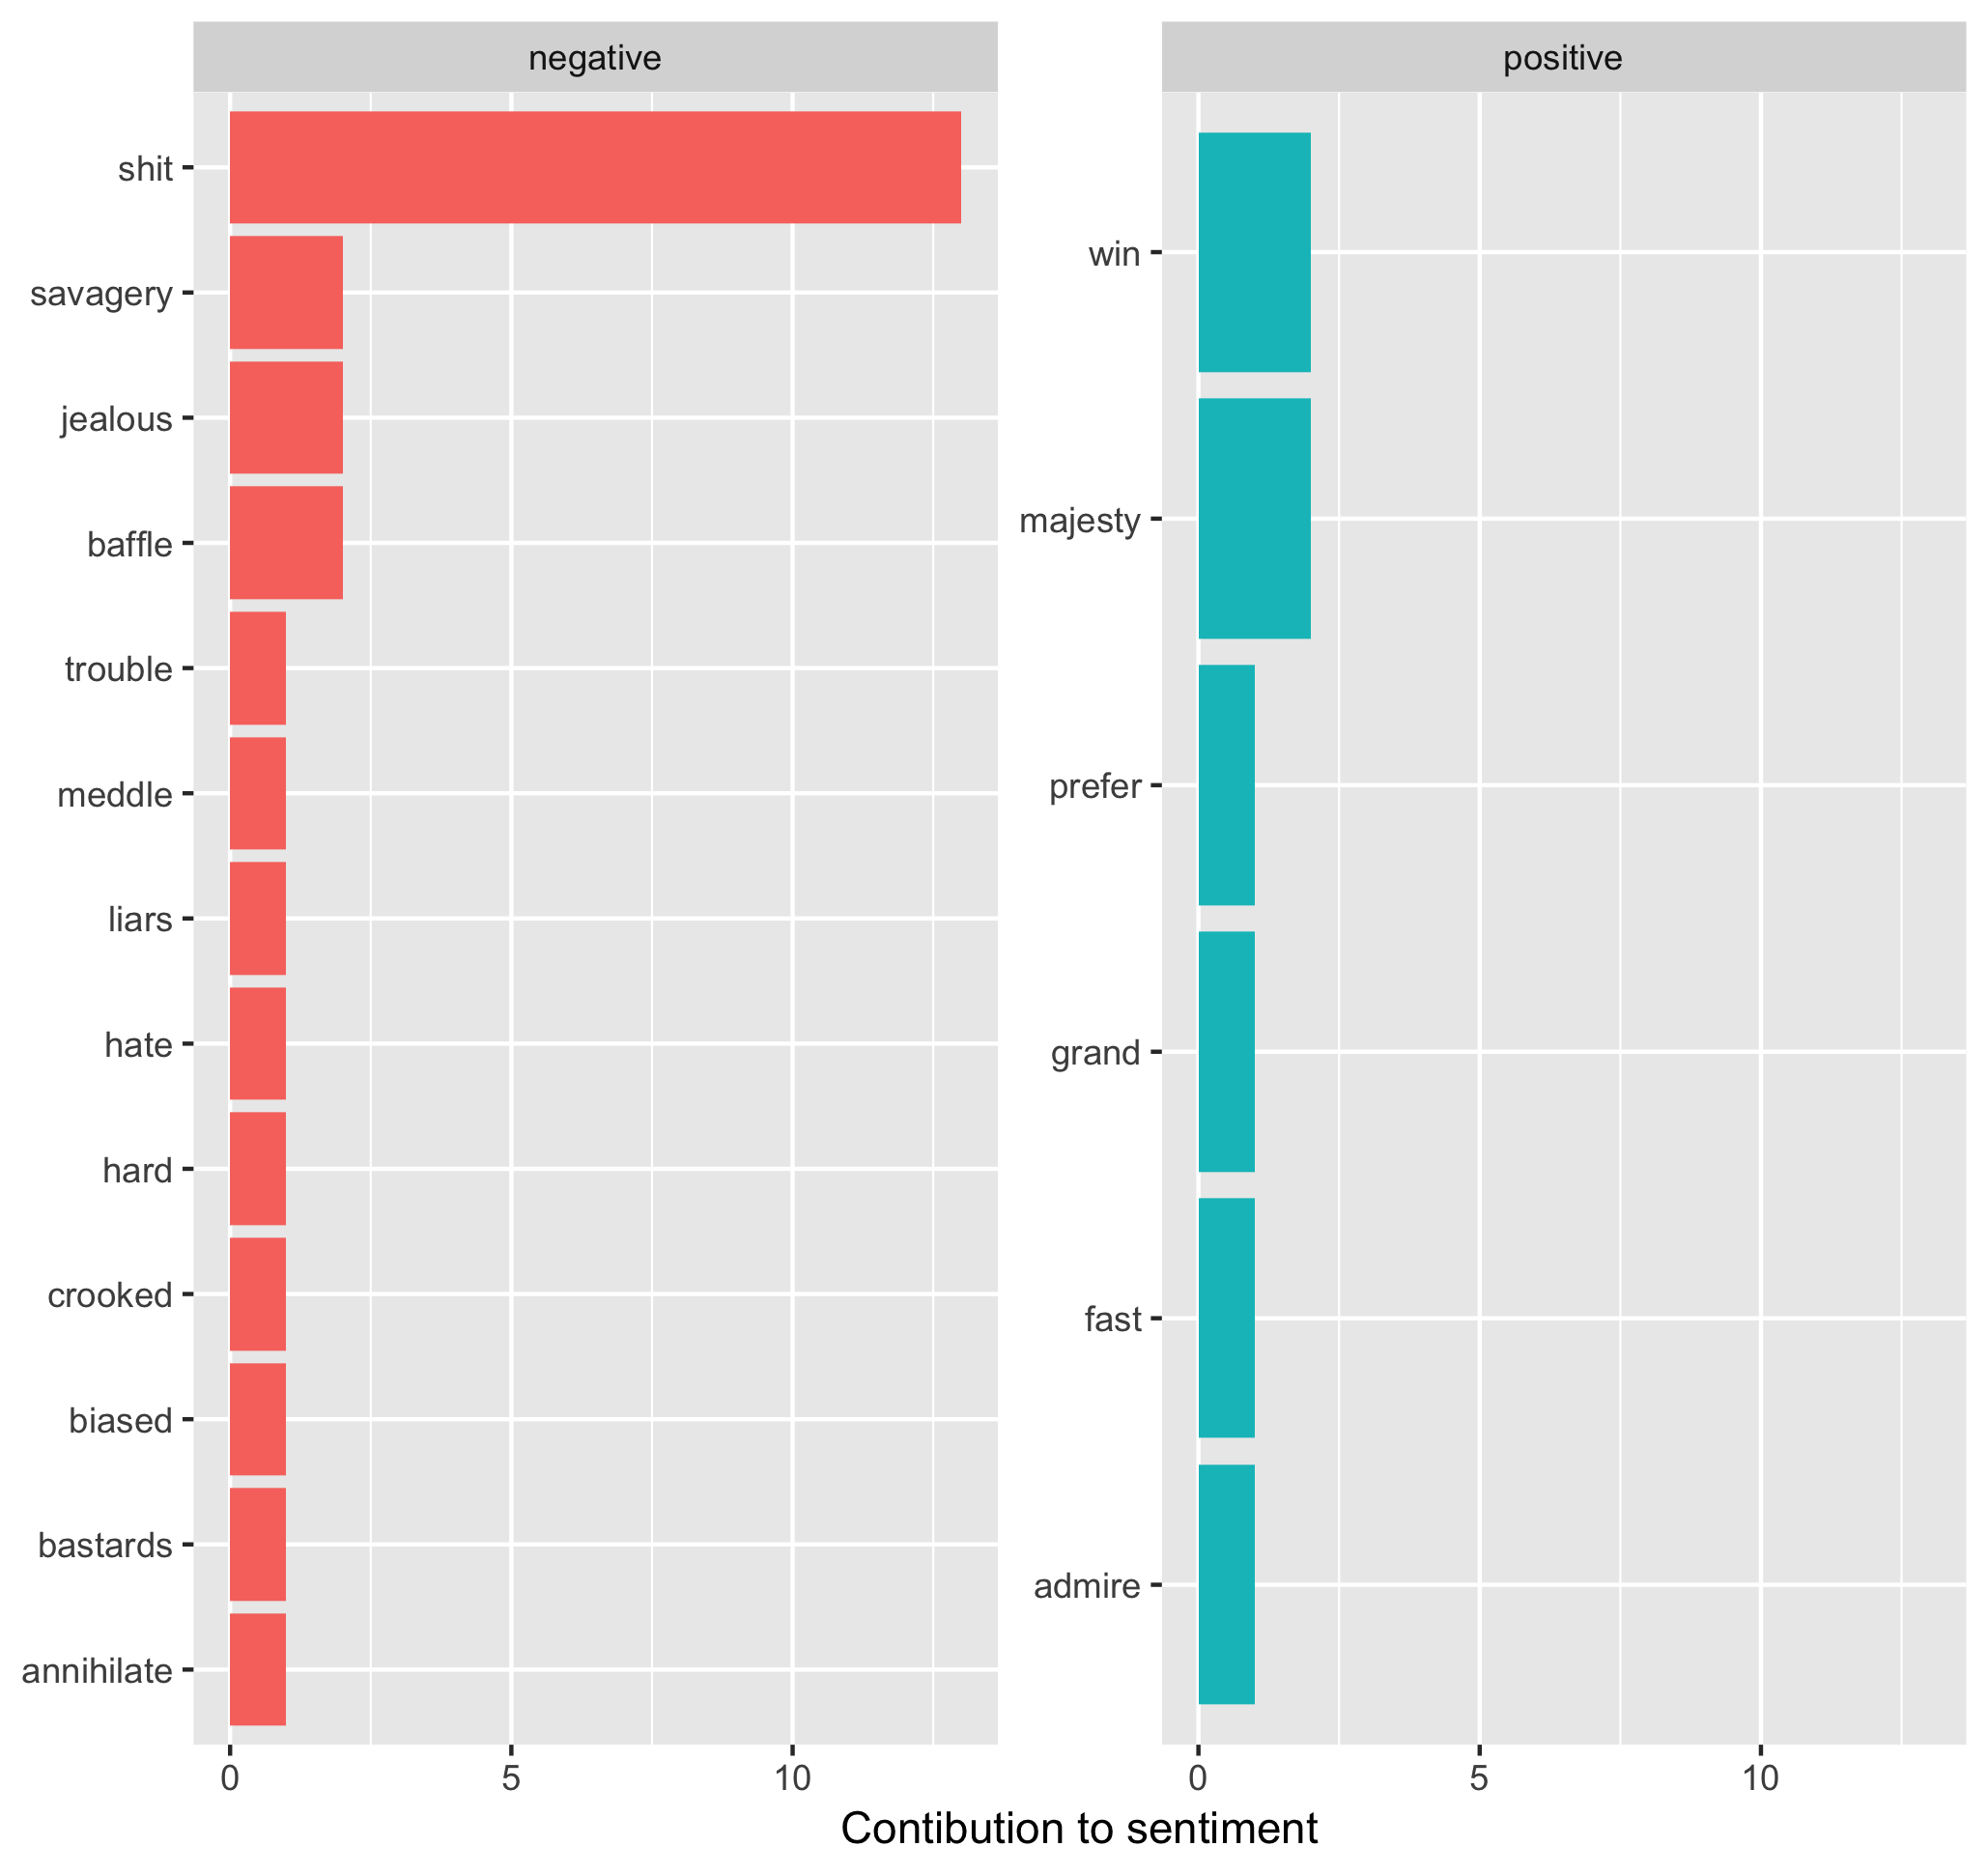 negative
shit
savagery
jealous
baffle
trouble
meddle
liars
hate
hard
crooked
biased
bastards
annihilate
0 5 10
positive
win
majesty
prefer
grand
fast
admire
0 5 10
Contibution to sentiment